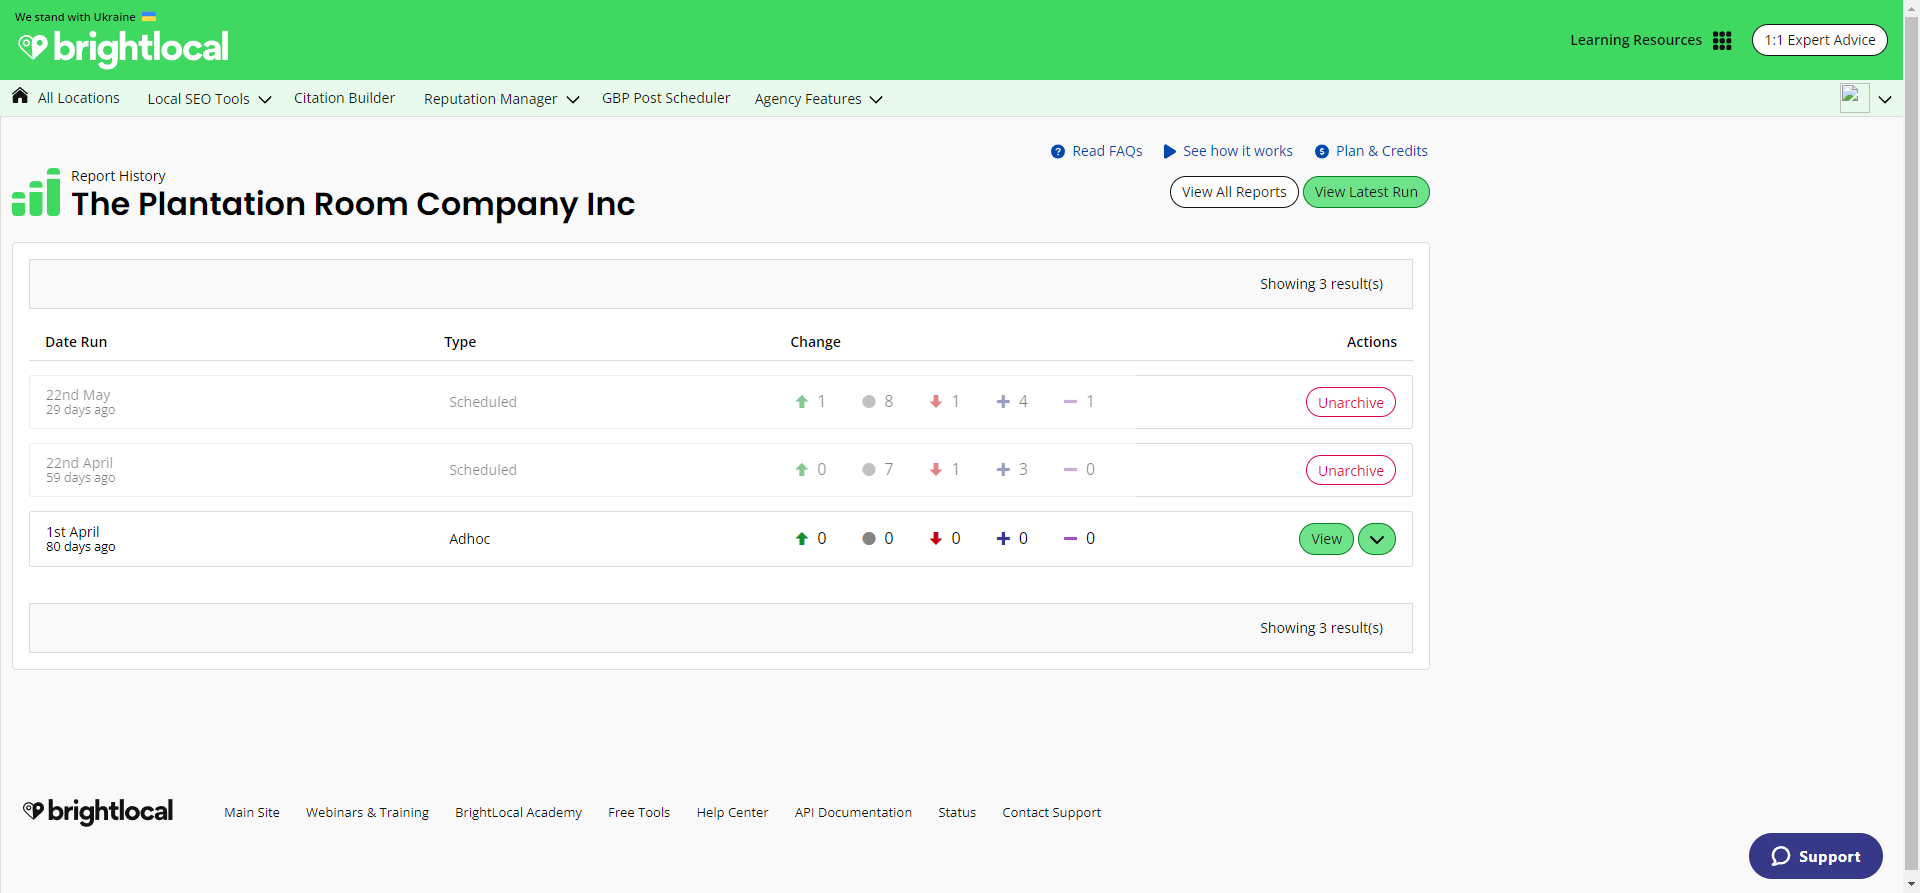 We stand with Ukraine
brightlocal
Learning Resources
1:1 Expert Advice
All Locations
Local SEO Tools
Citation Builder
Reputation Manager
GBP Post Scheduler
Agency Features
Read FAQs
See how it works
Plan & Credits
Report History
The Plantation Room Company Inc
View All Reports
View Latest Run
Showing 3 result(s)
Date Run
Type
Change
Actions
22nd May
29 days ago
Scheduled
1
8
1
4
1
Unarchive
22nd April
59 days ago
Scheduled
0
7
1
3
0
Unarchive
1st April
80 days ago
Adhoc
0
0
0
0
0
View
Showing 3 result(s)
brightlocal
Main Site
Webinars & Training
BrightLocal Academy
Free Tools
Help Center
API Documentation
Status
Contact Support
Support